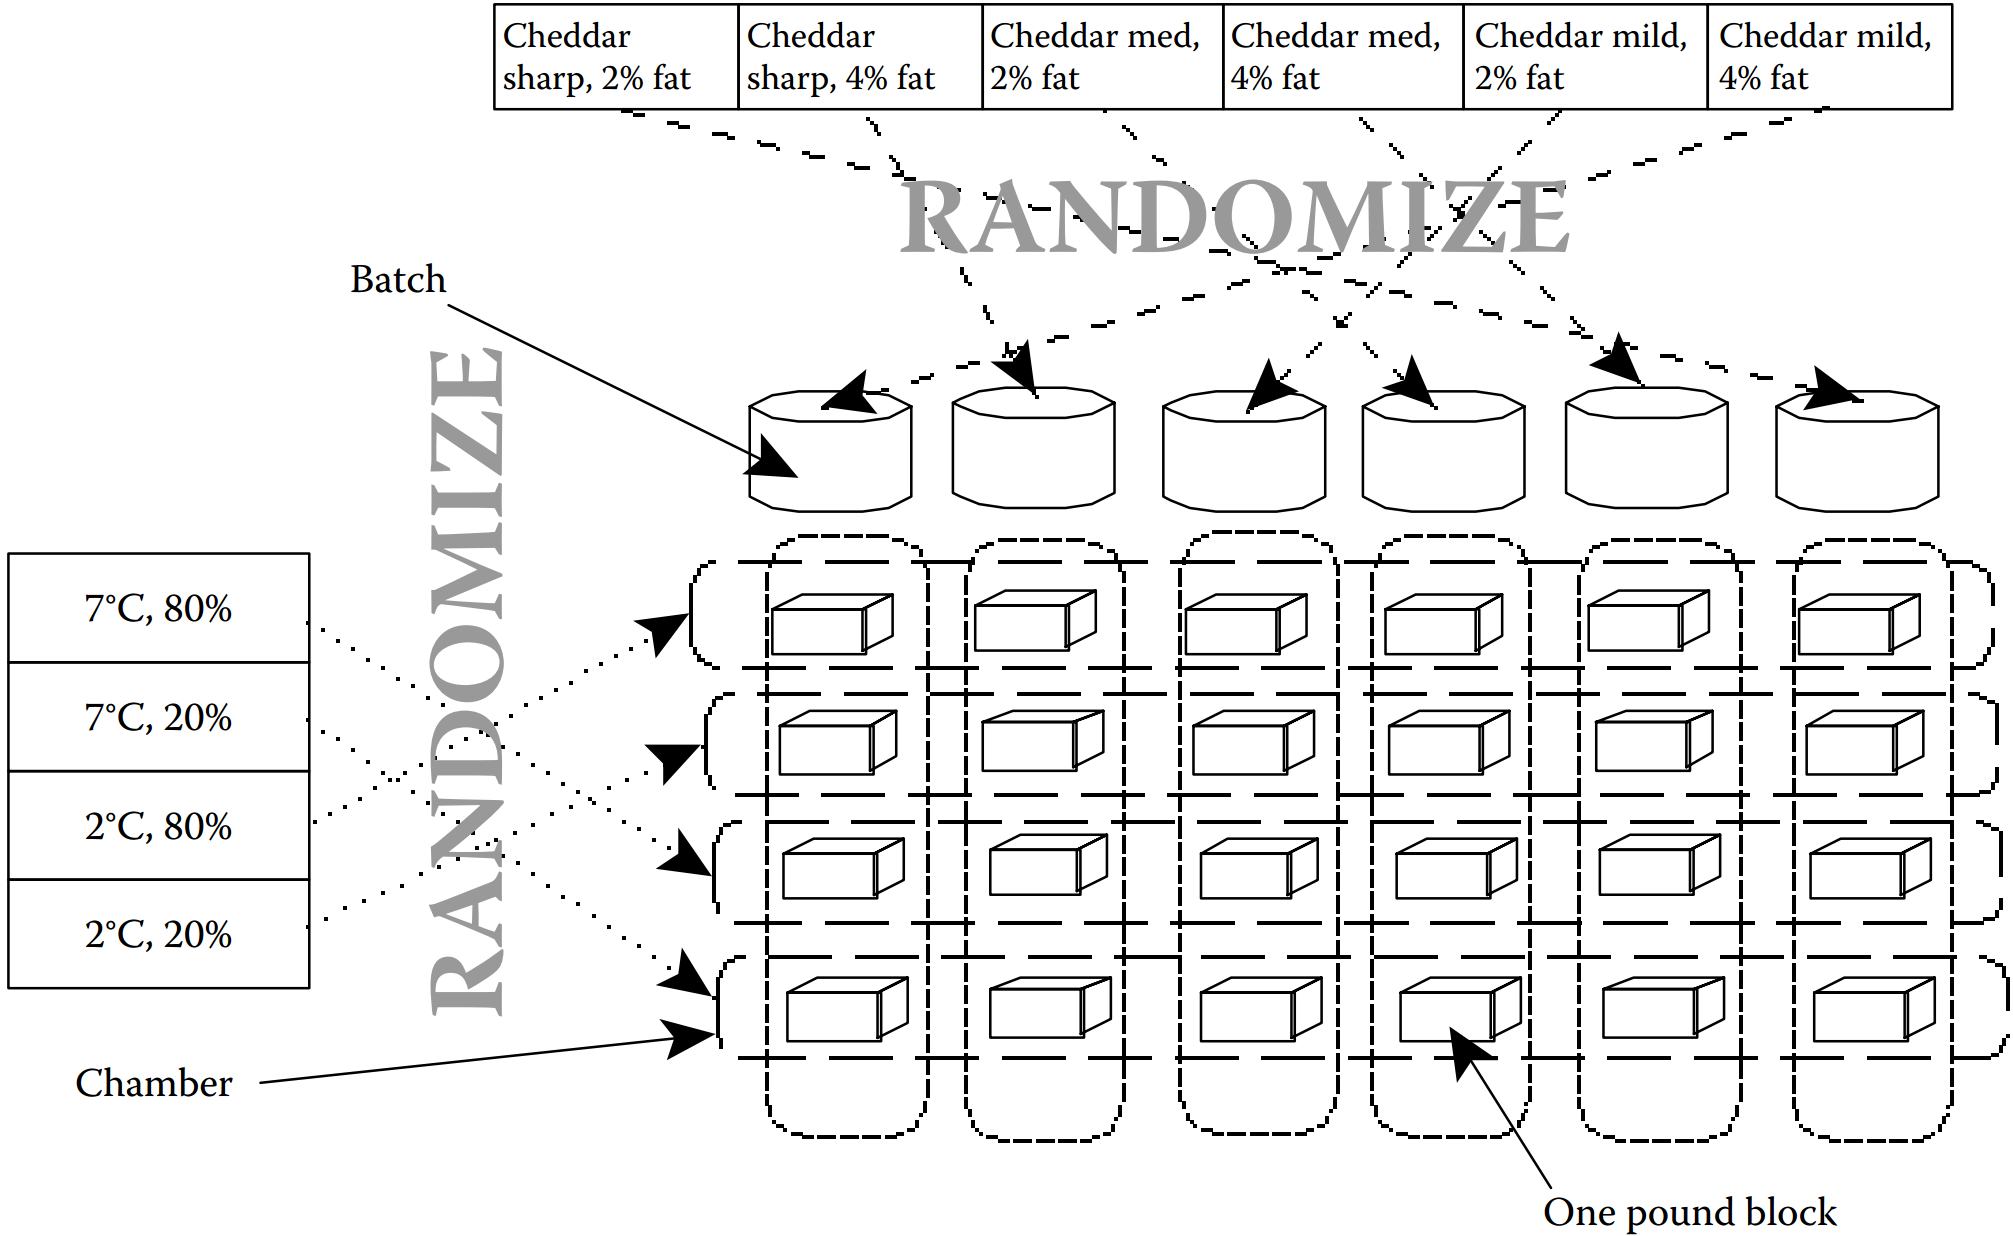 Cheddar
sharp, 2% fat
Cheddar
sharp, 4% fat
Cheddar med,
2% fat
Cheddar med,
4% fat
Cheddar mild,
2% fat
Cheddar mild,
4% fat
RANDOMIZE
Batch
RANDOMIZE
7°C, 80%
7°C, 20%
2°C, 80%
2°C, 20%
Chamber
One pound block